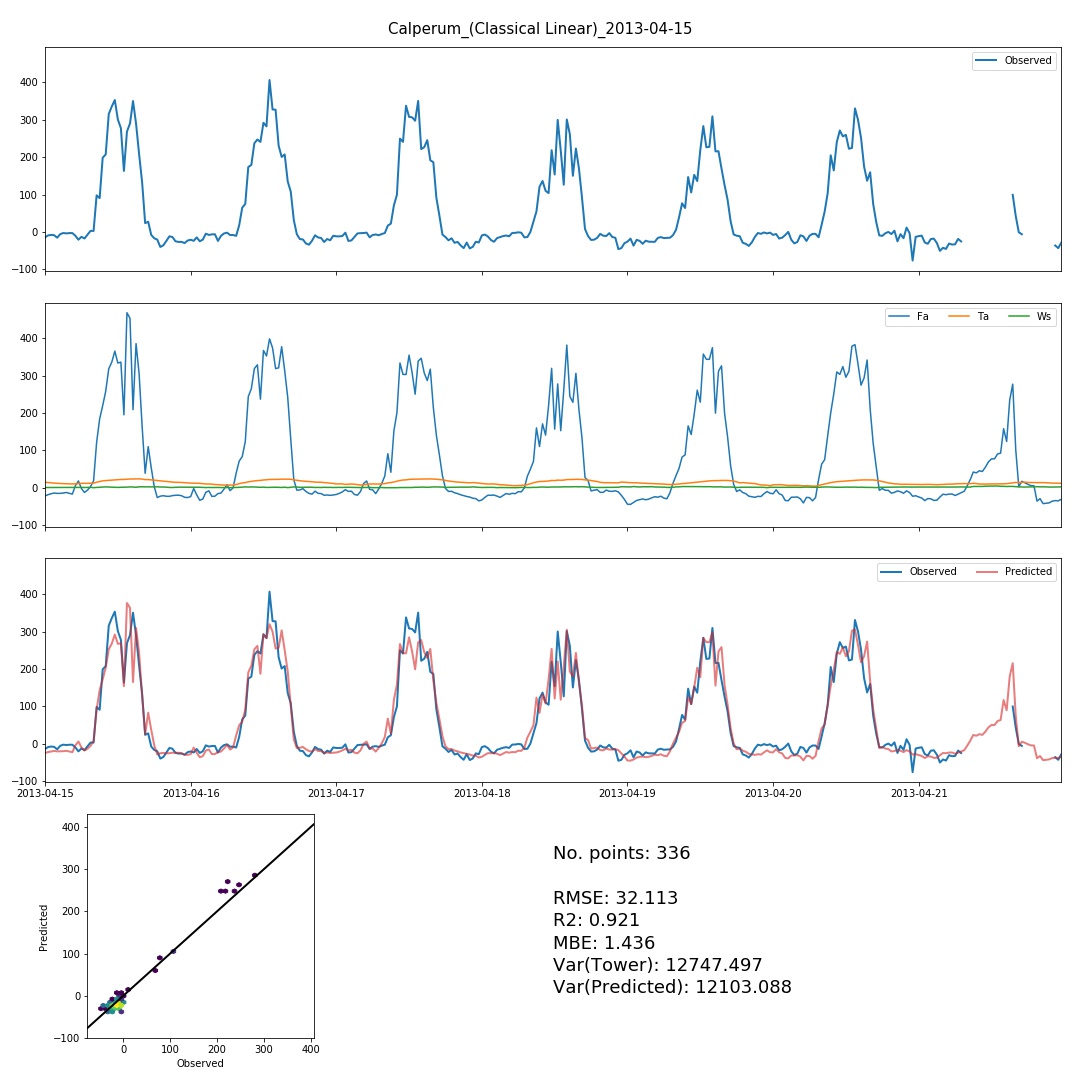 Calperum_(Classical Linear)_2013-04-15
Observed
400
300
200
100
0
−100
Fa Ta Ws
400
300
200
100
0
−100
Observed Predicted
400
300
200
100
0
−100
2013-04-15 2013-04-16 2013-04-17 2013-04-18 2013-04-19 2013-04-20 2013-04-21
400
300
200
100
0
−100
Predicted
0 100 200 300 400
Observed
No. points: 336
RMSE: 32.113
R2: 0.921
MBE: 1.436
Var(Tower): 12747.497
Var(Predicted): 12103.088